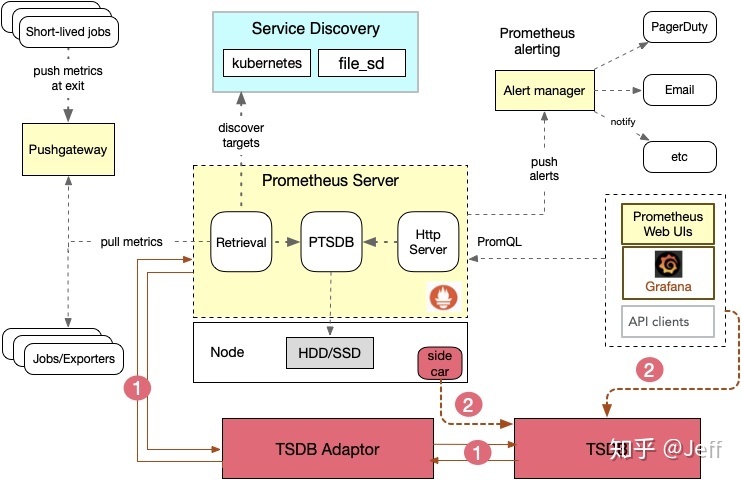 Short-lived jobs
push metrics
at exit
Pushgateway
Service Discovery
kubernetes
file_sd
discover
targets
Prometheus
alerting
Alert manager
PagerDuty
Email
notify
etc
push
alerts
Prometheus Server
Retrieval
PTSDB
Http
Server
pull metrics
PromQL
Prometheus
Web UIs
Grafana
API clients
Jobs/Exporters
Node
HDD/SSD
side
car
1
2
2
TSDB Adaptor
1
TSDB
知乎 @Jeff